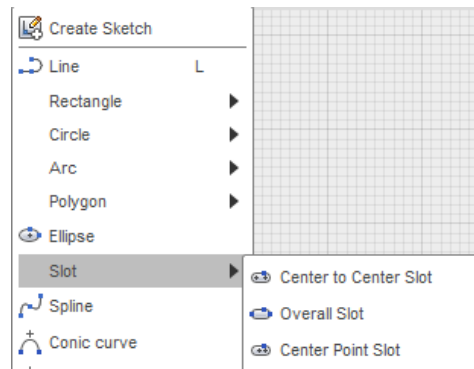 Create Sketch
Line L
Rectangle
Circle
Arc
Polygon
Ellipse
Slot
Spline
Conic curve
Center to Center Slot
Overall Slot
Center Point Slot